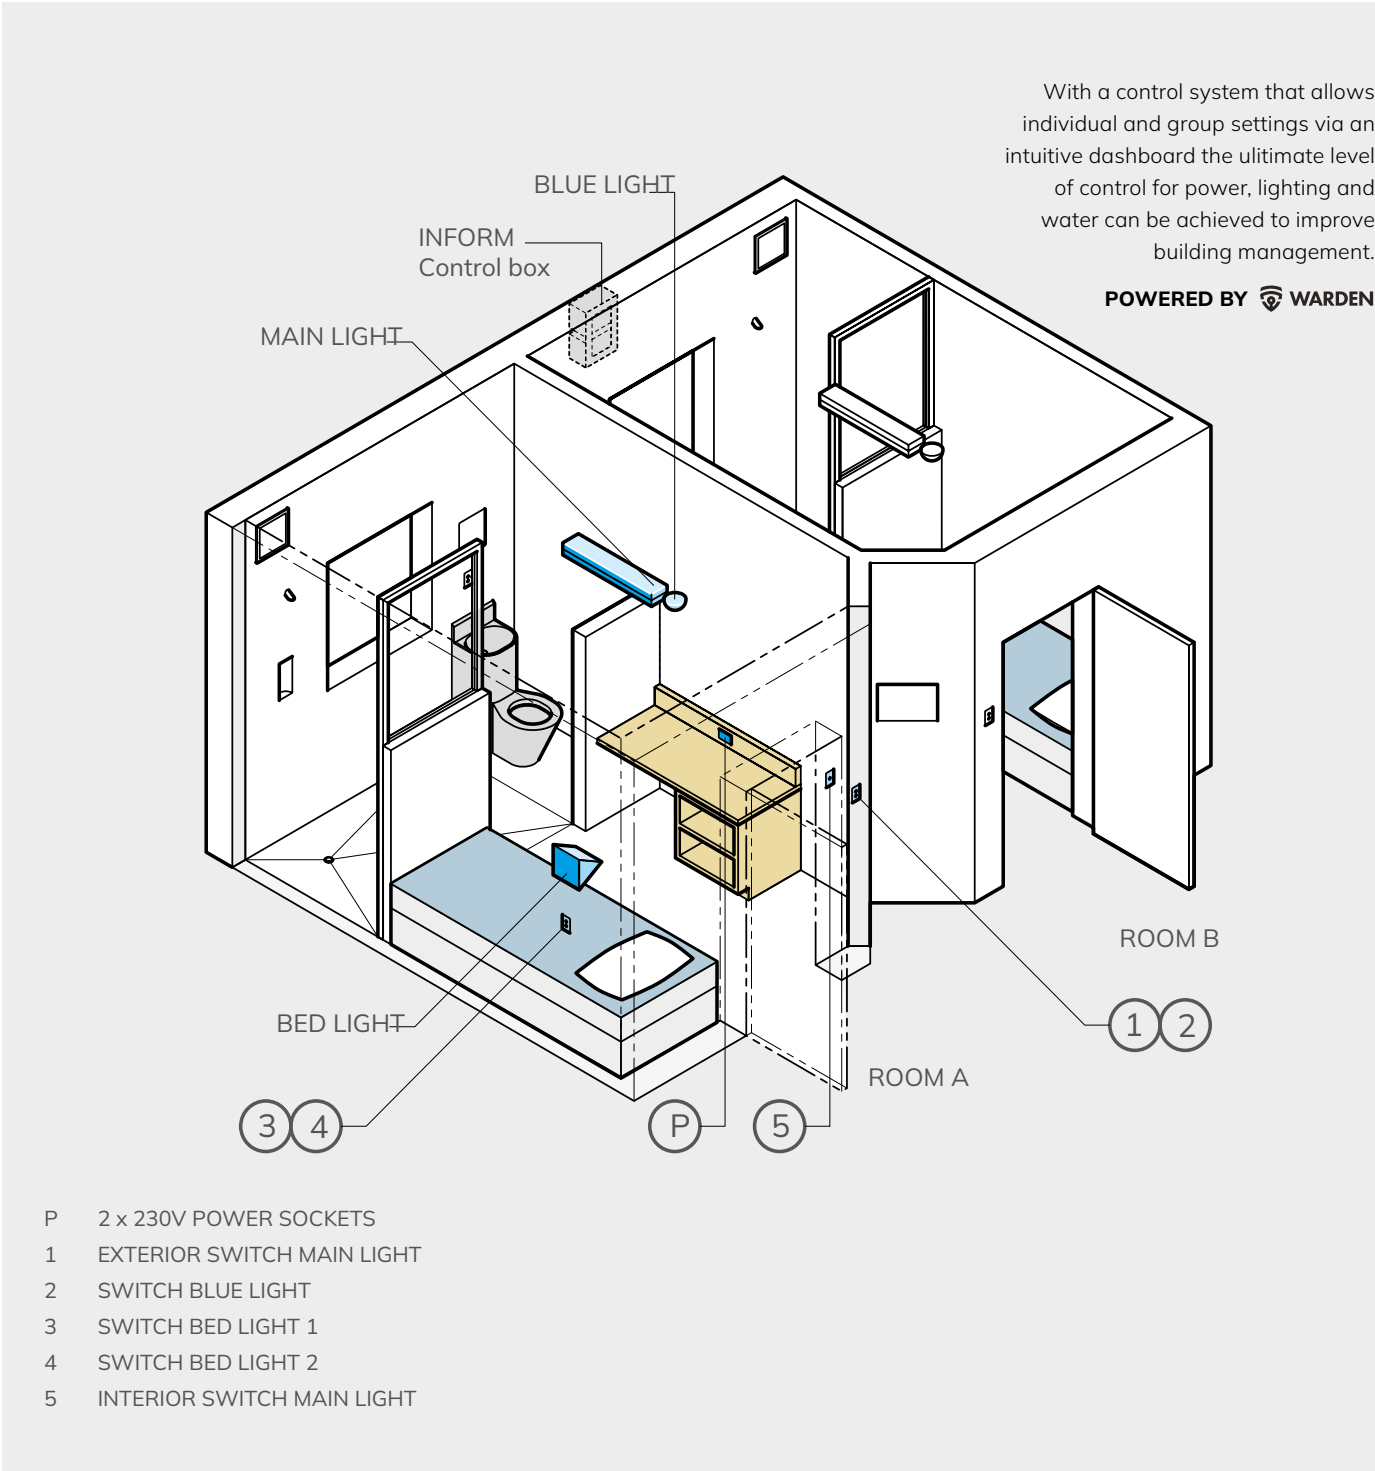 With a control system that allows
individual and group settings via an
intuitive dashboard the ulitimate level
of control for power, lighting and
water can be achieved to improve
building management.
POWERED BY WARDEN
BLUE LIGHT
INFORM
Control box
MAIN LIGHT
ROOM B
BED LIGHT
1 2
ROOM A
3 4
P
5
P 2 x 230V POWER SOCKETS
1 EXTERIOR SWITCH MAIN LIGHT
2 SWITCH BLUE LIGHT
3 SWITCH BED LIGHT 1
4 SWITCH BED LIGHT 2
5 INTERIOR SWITCH MAIN LIGHT